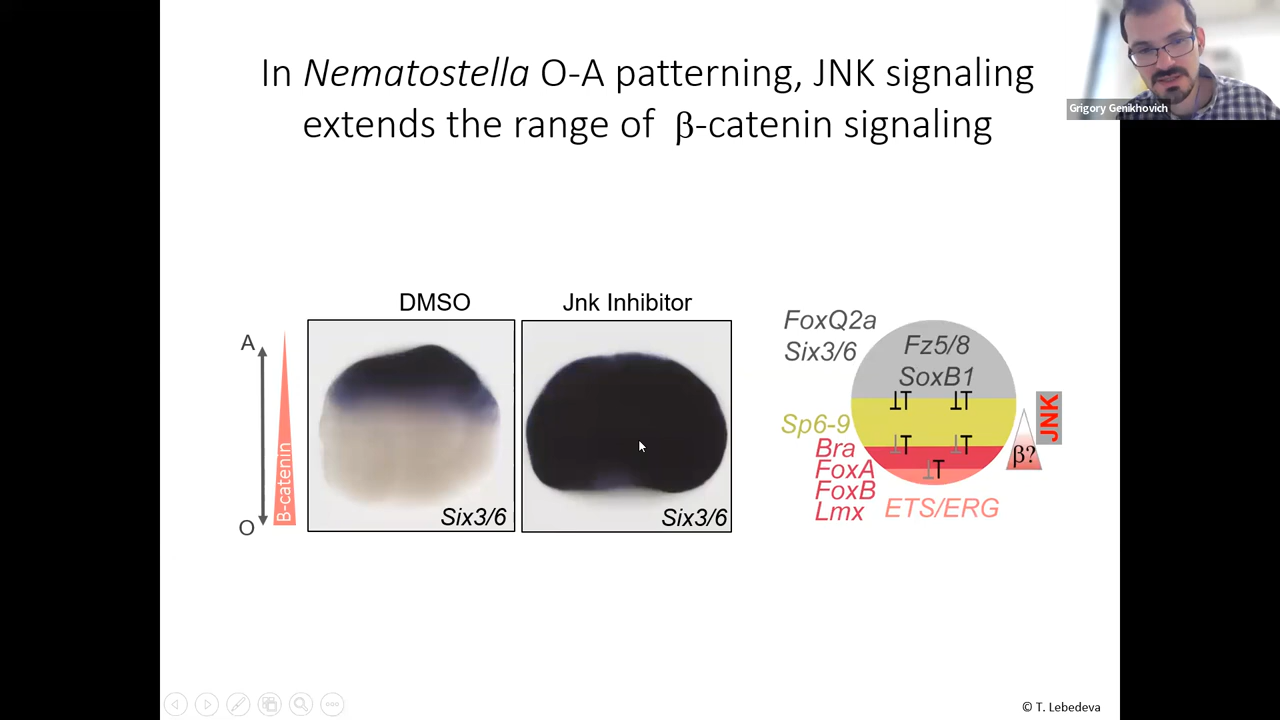 In Nematostella O-A patterning, JNK signaling
extends the range of β-catenin signaling
Grigory Genikhovich
DMSO
Jnk Inhibitor
A
O
B-catenin
Six3/6
Six3/6
FoxQ2a
Six3/6
Fz5/8
SoxB1
Sp6-9
Bra
FoxA
FoxB
Lmx
ETS/ERG
β?
JNK
© T. Lebedeva